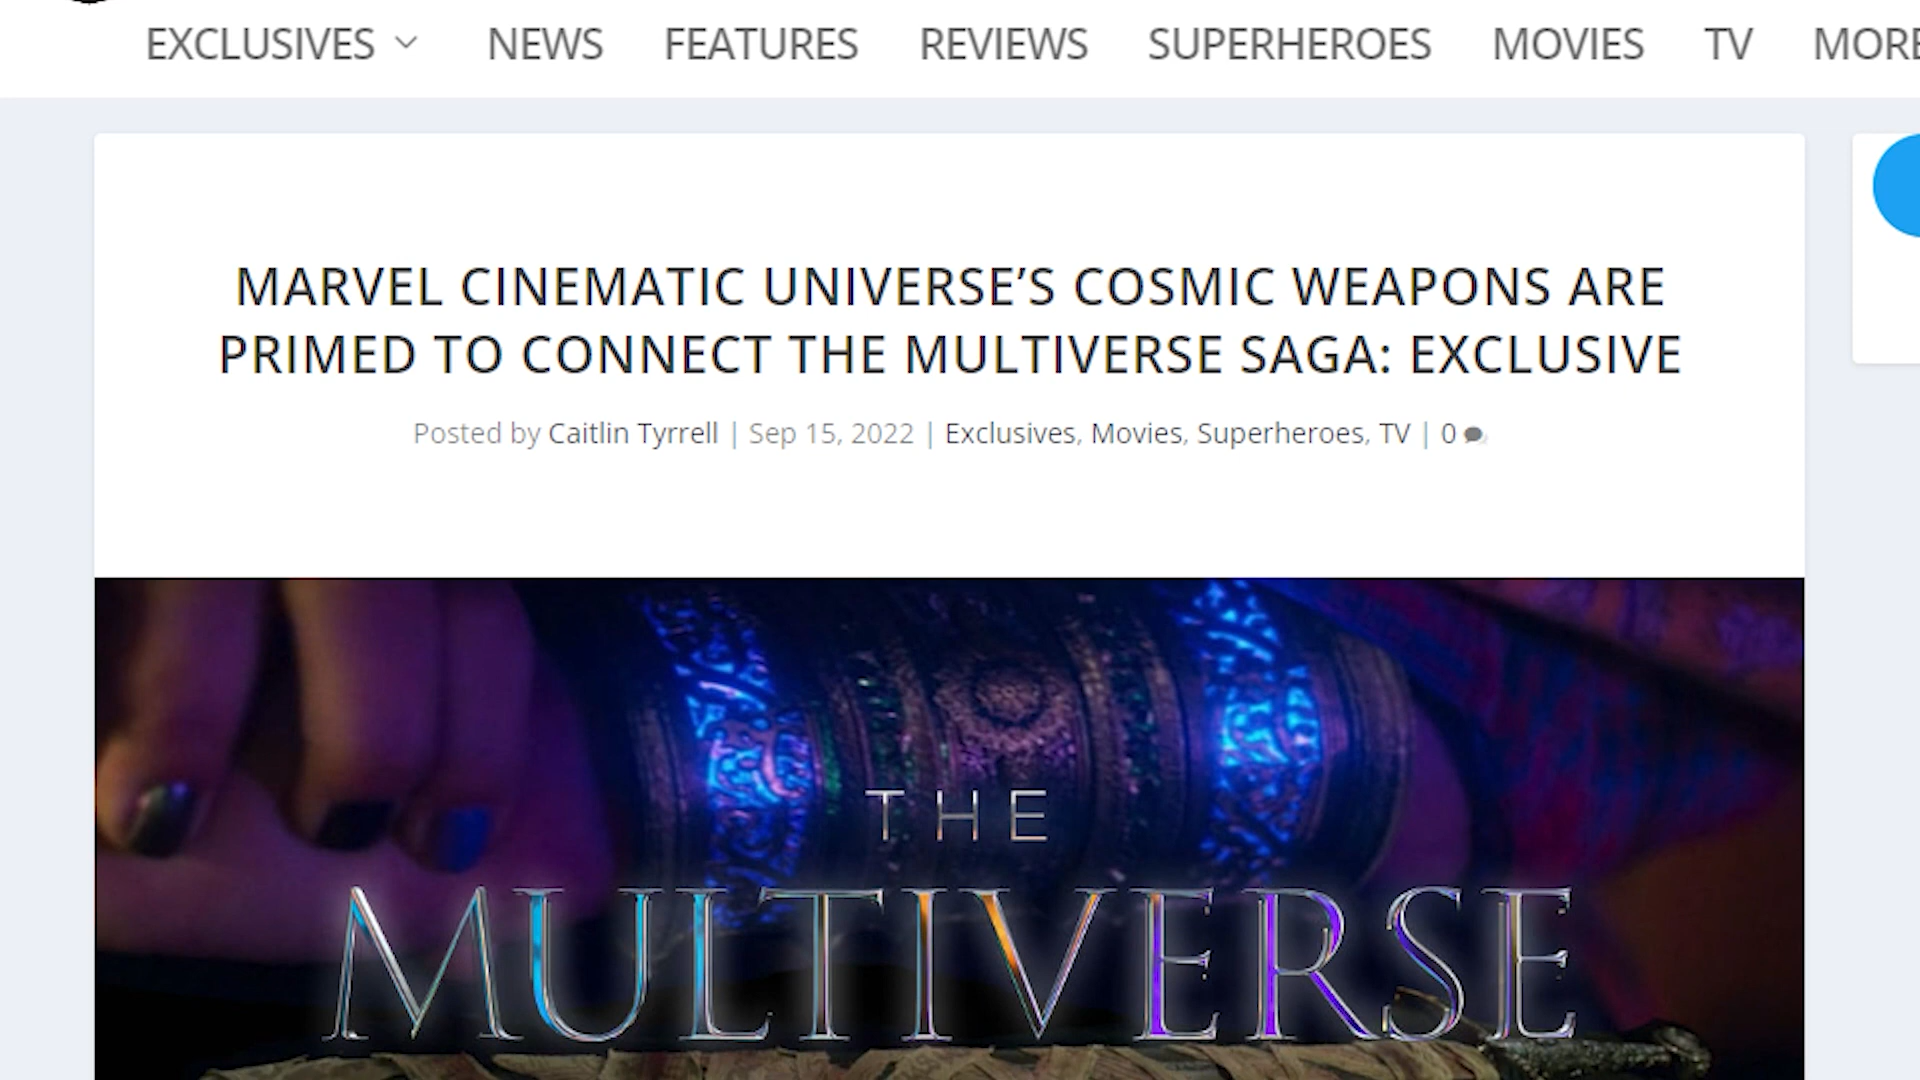 EXCLUSIVES NEWS FEATURES REVIEWS SUPERHEROES MOVIES TV MORE
MARVEL CINEMATIC UNIVERSE’S COSMIC WEAPONS ARE
PRIMED TO CONNECT THE MULTIVERSE SAGA: EXCLUSIVE
Posted by Caitlin Tyrrell | Sep 15, 2022 | Exclusives, Movies, Superheroes, TV | 0
THE
MULTIVERSE